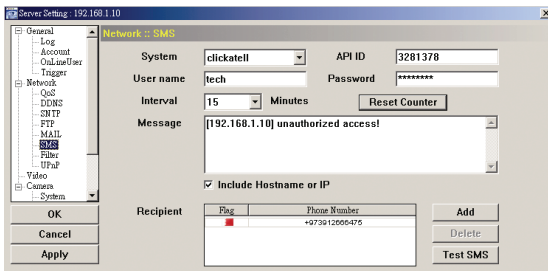 Server Setting : 192.168.1.10
General
Log
Account
OnLineUser
Trigger
Network
QoS
DDNS
SNTP
FTP
MAIL
SMS
Filter
UPnP
Video
Camera
System
OK
Cancel
Apply
Network :: SMS
System clickatell API ID 3281378
User name tech Password ********
Interval 15 Minutes Reset Counter
Message [192.168.1.10] unauthorized access!
Include Hostname or IP
Recipient Flag Phone Number Add
+973912666475
Delete
Test SMS